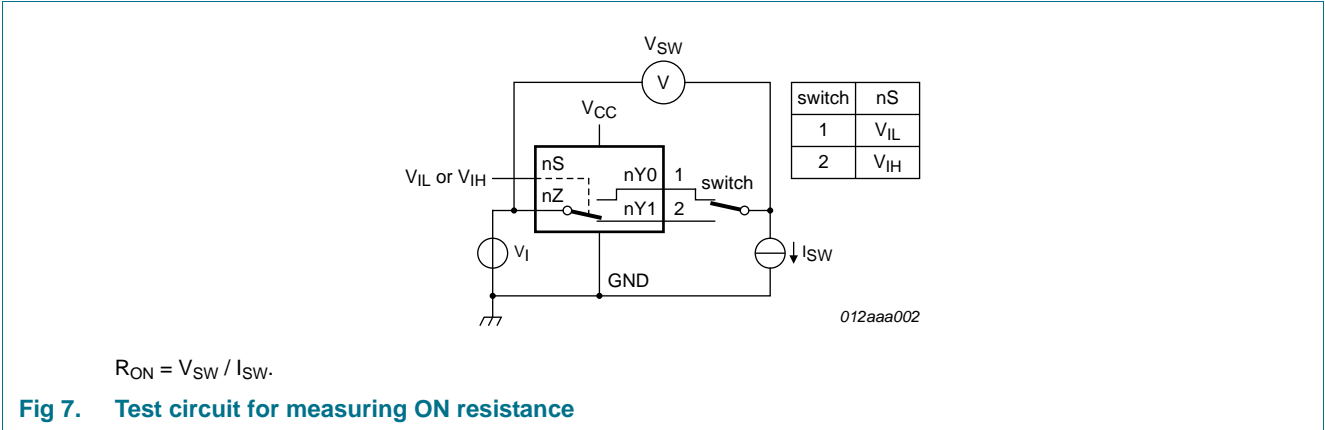 VSW
V
switch nS
1 VIL
2 VIH
VCC
VIL or VIH
nS
nY0 1
switch
nZ
nY1 2
VI
ISW
GND
012aaa002
RON = VSW / ISW.
Fig 7. Test circuit for measuring ON resistance